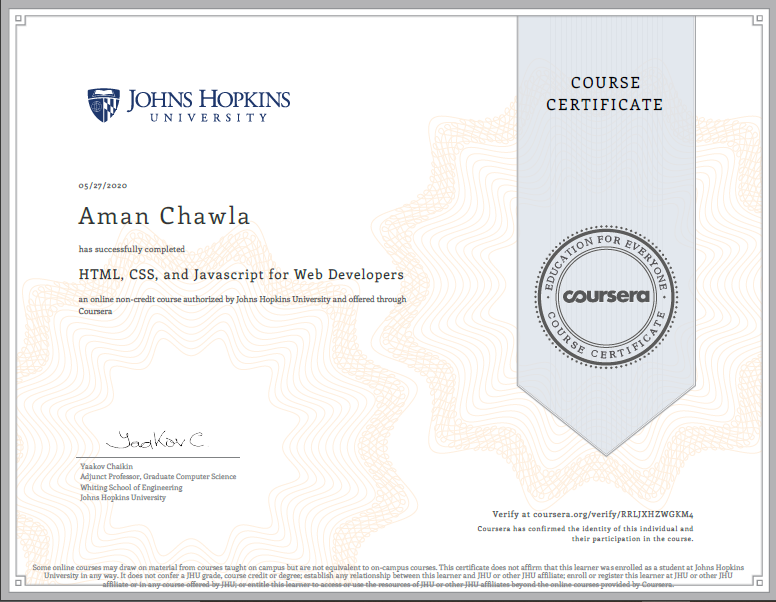 JOHNS HOPKINS
UNIVERSITY
COURSE
CERTIFICATE
05/27/2020
Aman Chawla
has successfully completed
HTML, CSS, and Javascript for Web Developers
an online non-credit course authorized by Johns Hopkins University and offered through
Coursera
EDUCATION FOR EVERYONE
coursera
COURSE CERTIFICATE
Yaakov C
Yaakov Chaikin
Adjunct Professor, Graduate Computer Science
Whiting School of Engineering
Johns Hopkins University
Verify at coursera.org/verify/RRLJXHZWGKM4
Coursera has confirmed the identity of this individual and
their participation in the course.
Some online courses may draw on material from courses taught on campus but are not equivalent to on-campus courses. This certificate does not affirm that this learner was enrolled as a student at Johns Hopkins
University in any way. It does not confer a JHU grade, course credit or degree; establish any relationship between this learner and JHU or other JHU affiliate; enroll or register this learner at JHU or other JHU
affiliate or in any course offered by JHU; or entitle this learner to access or use the resources of JHU or other JHU affiliates beyond the online courses provided by Coursera.